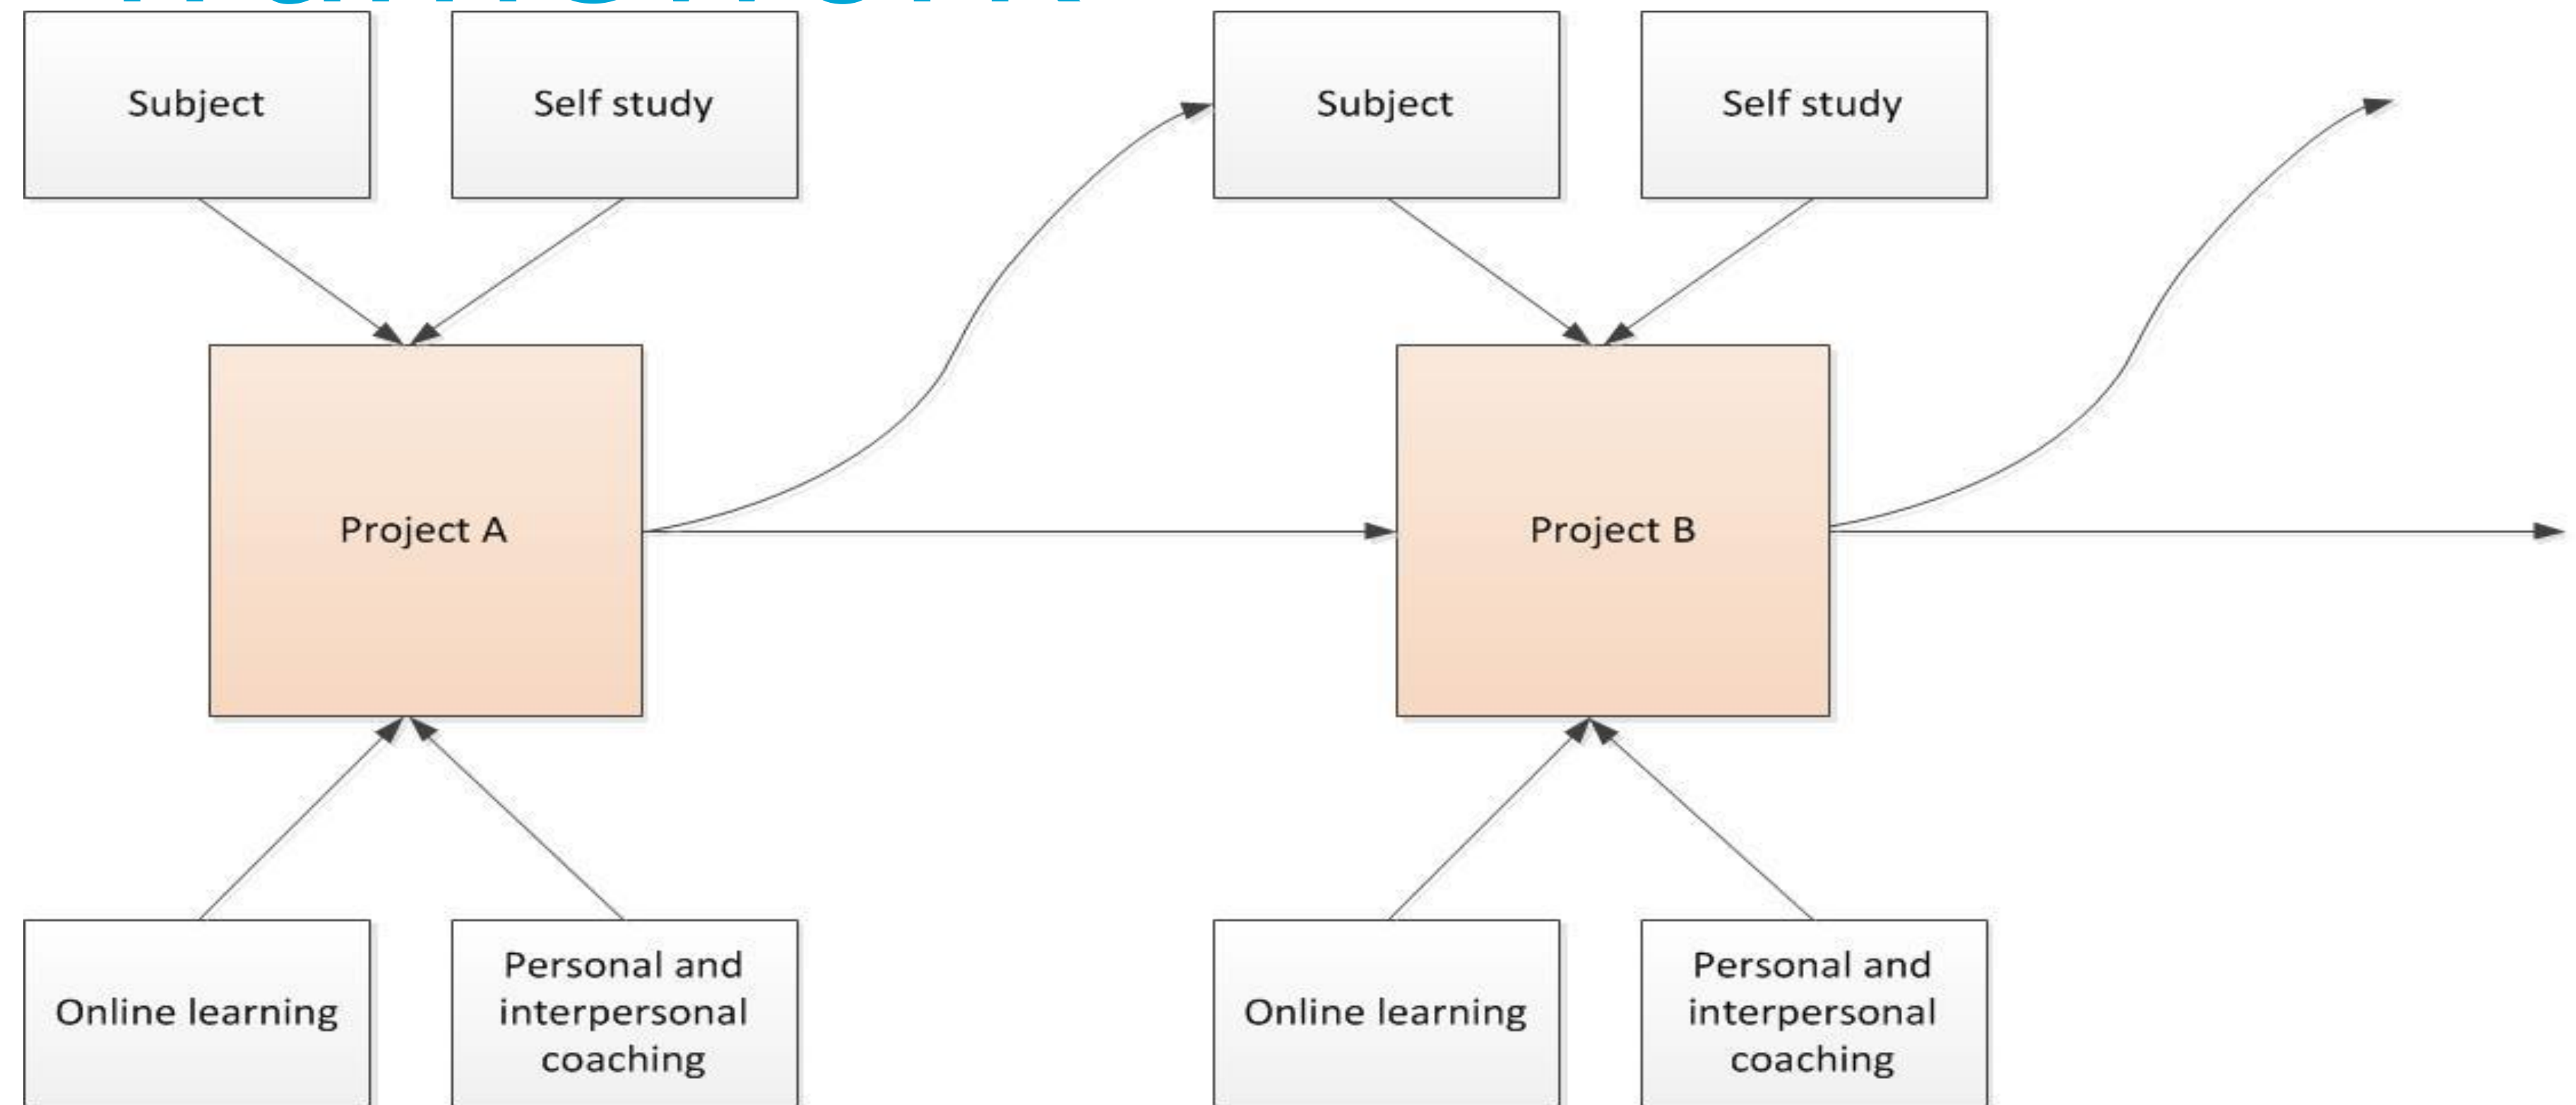 Subject
Self study
Subject
Self study
Project A
Project B
Online learning
Personal and
interpersonal
coaching
Online learning
Personal and
interpersonal
coaching